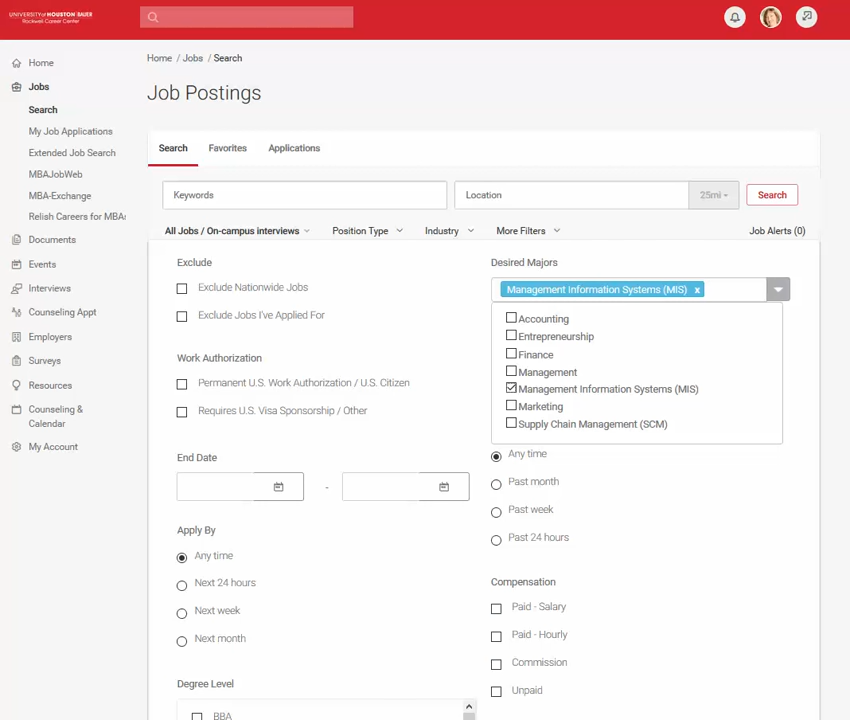 UNIVERSITY of HOUSTON BAUER
Rockwell Career Center
Home / Jobs / Search
Job Postings
Home
Jobs
Search
My Job Applications
Extended Job Search
MBAJobWeb
MBA-Exchange
Relish Careers for MBAs
Documents
Events
Interviews
Counseling Appt
Employers
Surveys
Resources
Counseling &
Calendar
My Account
Search Favorites Applications
Keywords Location 25mi Search
All Jobs / On-campus interviews Position Type Industry More Filters Job Alerts (0)
Exclude
Exclude Nationwide Jobs
Exclude Jobs I've Applied For
Work Authorization
Permanent U.S. Work Authorization / U.S. Citizen
Requires U.S. Visa Sponsorship / Other
End Date
-
Apply By
Any time
Next 24 hours
Next week
Next month
Degree Level
BBA
Desired Majors
Management Information Systems (MIS) x
Accounting
Entrepreneurship
Finance
Management
Management Information Systems (MIS)
Marketing
Supply Chain Management (SCM)
Any time
Past month
Past week
Past 24 hours
Compensation
Paid - Salary
Paid - Hourly
Commission
Unpaid